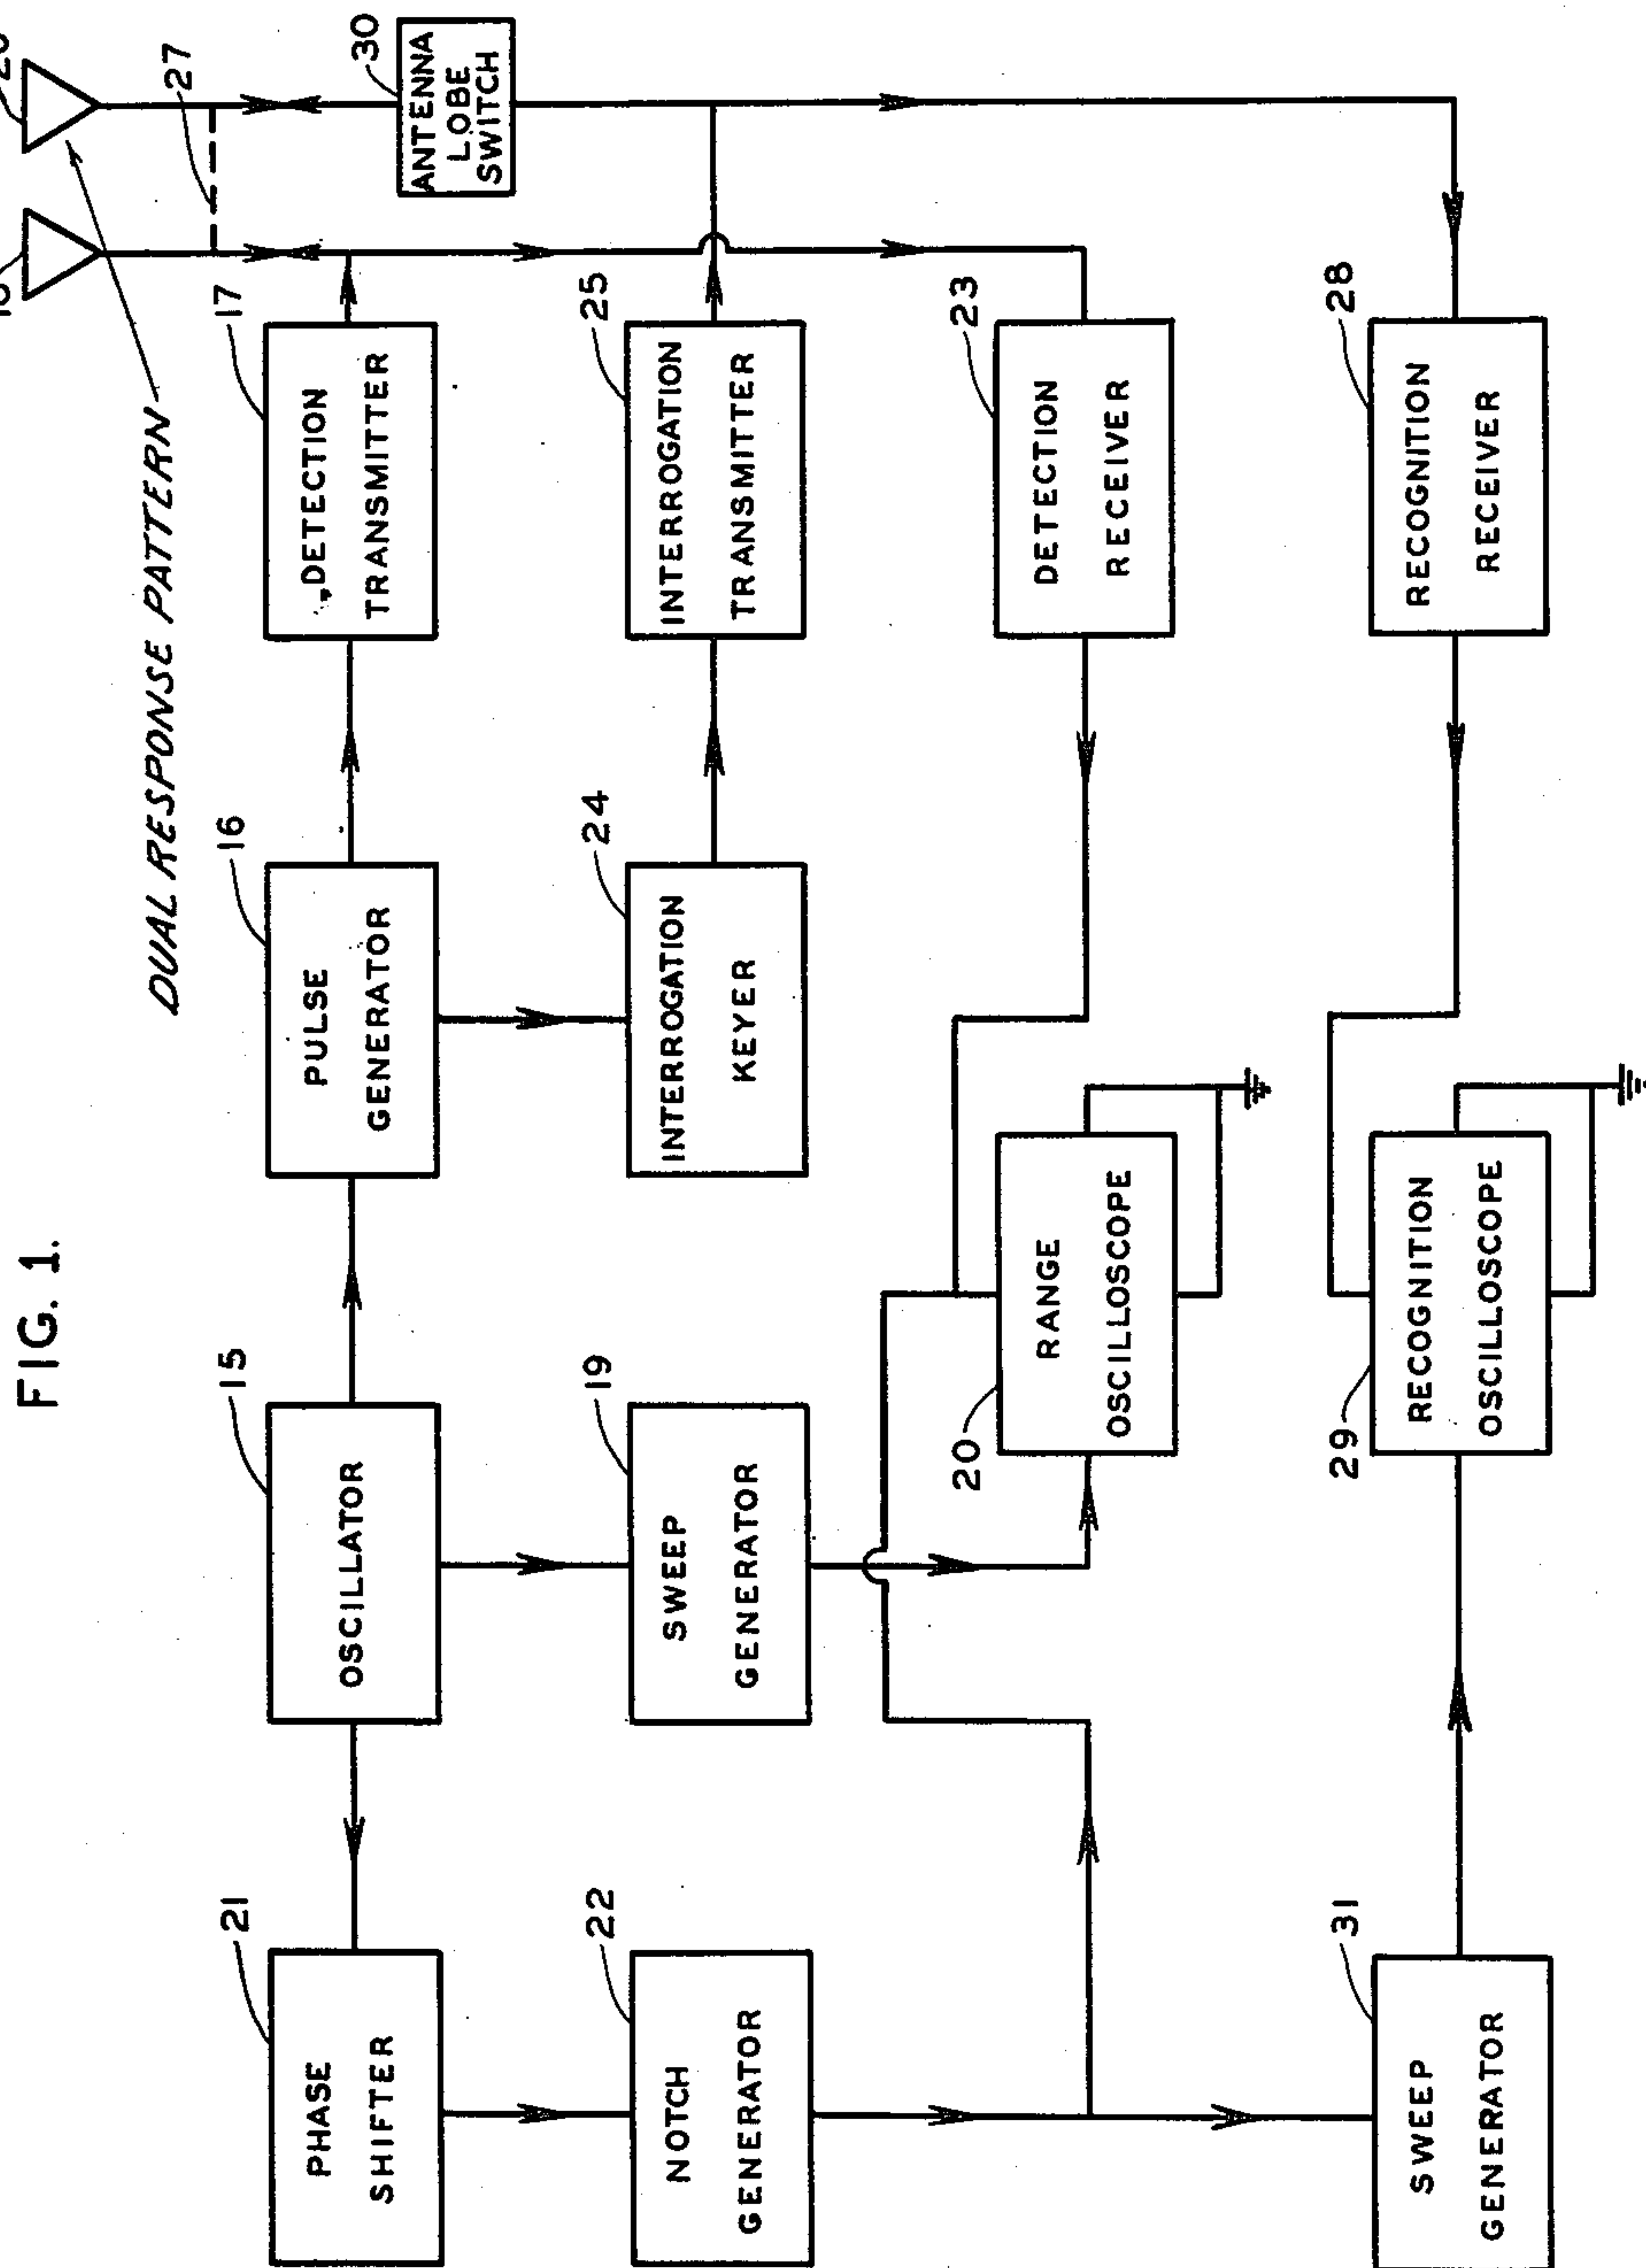 FIG. 1.
DUAL RESPONSE PATTERN
21
PHASE
SHIFTER
15
OSCILLATOR
16
PULSE
GENERATOR
17
DETECTION
TRANSMITTER
27
30
ANTENNA
LOBE
SWITCH
22
NOTCH
GENERATOR
19
SWEEP
GENERATOR
24
INTERROGATION
KEYER
25
INTERROGATION
TRANSMITTER
20
RANGE
OSCILLOSCOPE
23
DETECTION
RECEIVER
31
SWEEP
GENERATOR
29
RECOGNITION
OSCILLOSCOPE
28
RECOGNITION
RECEIVER